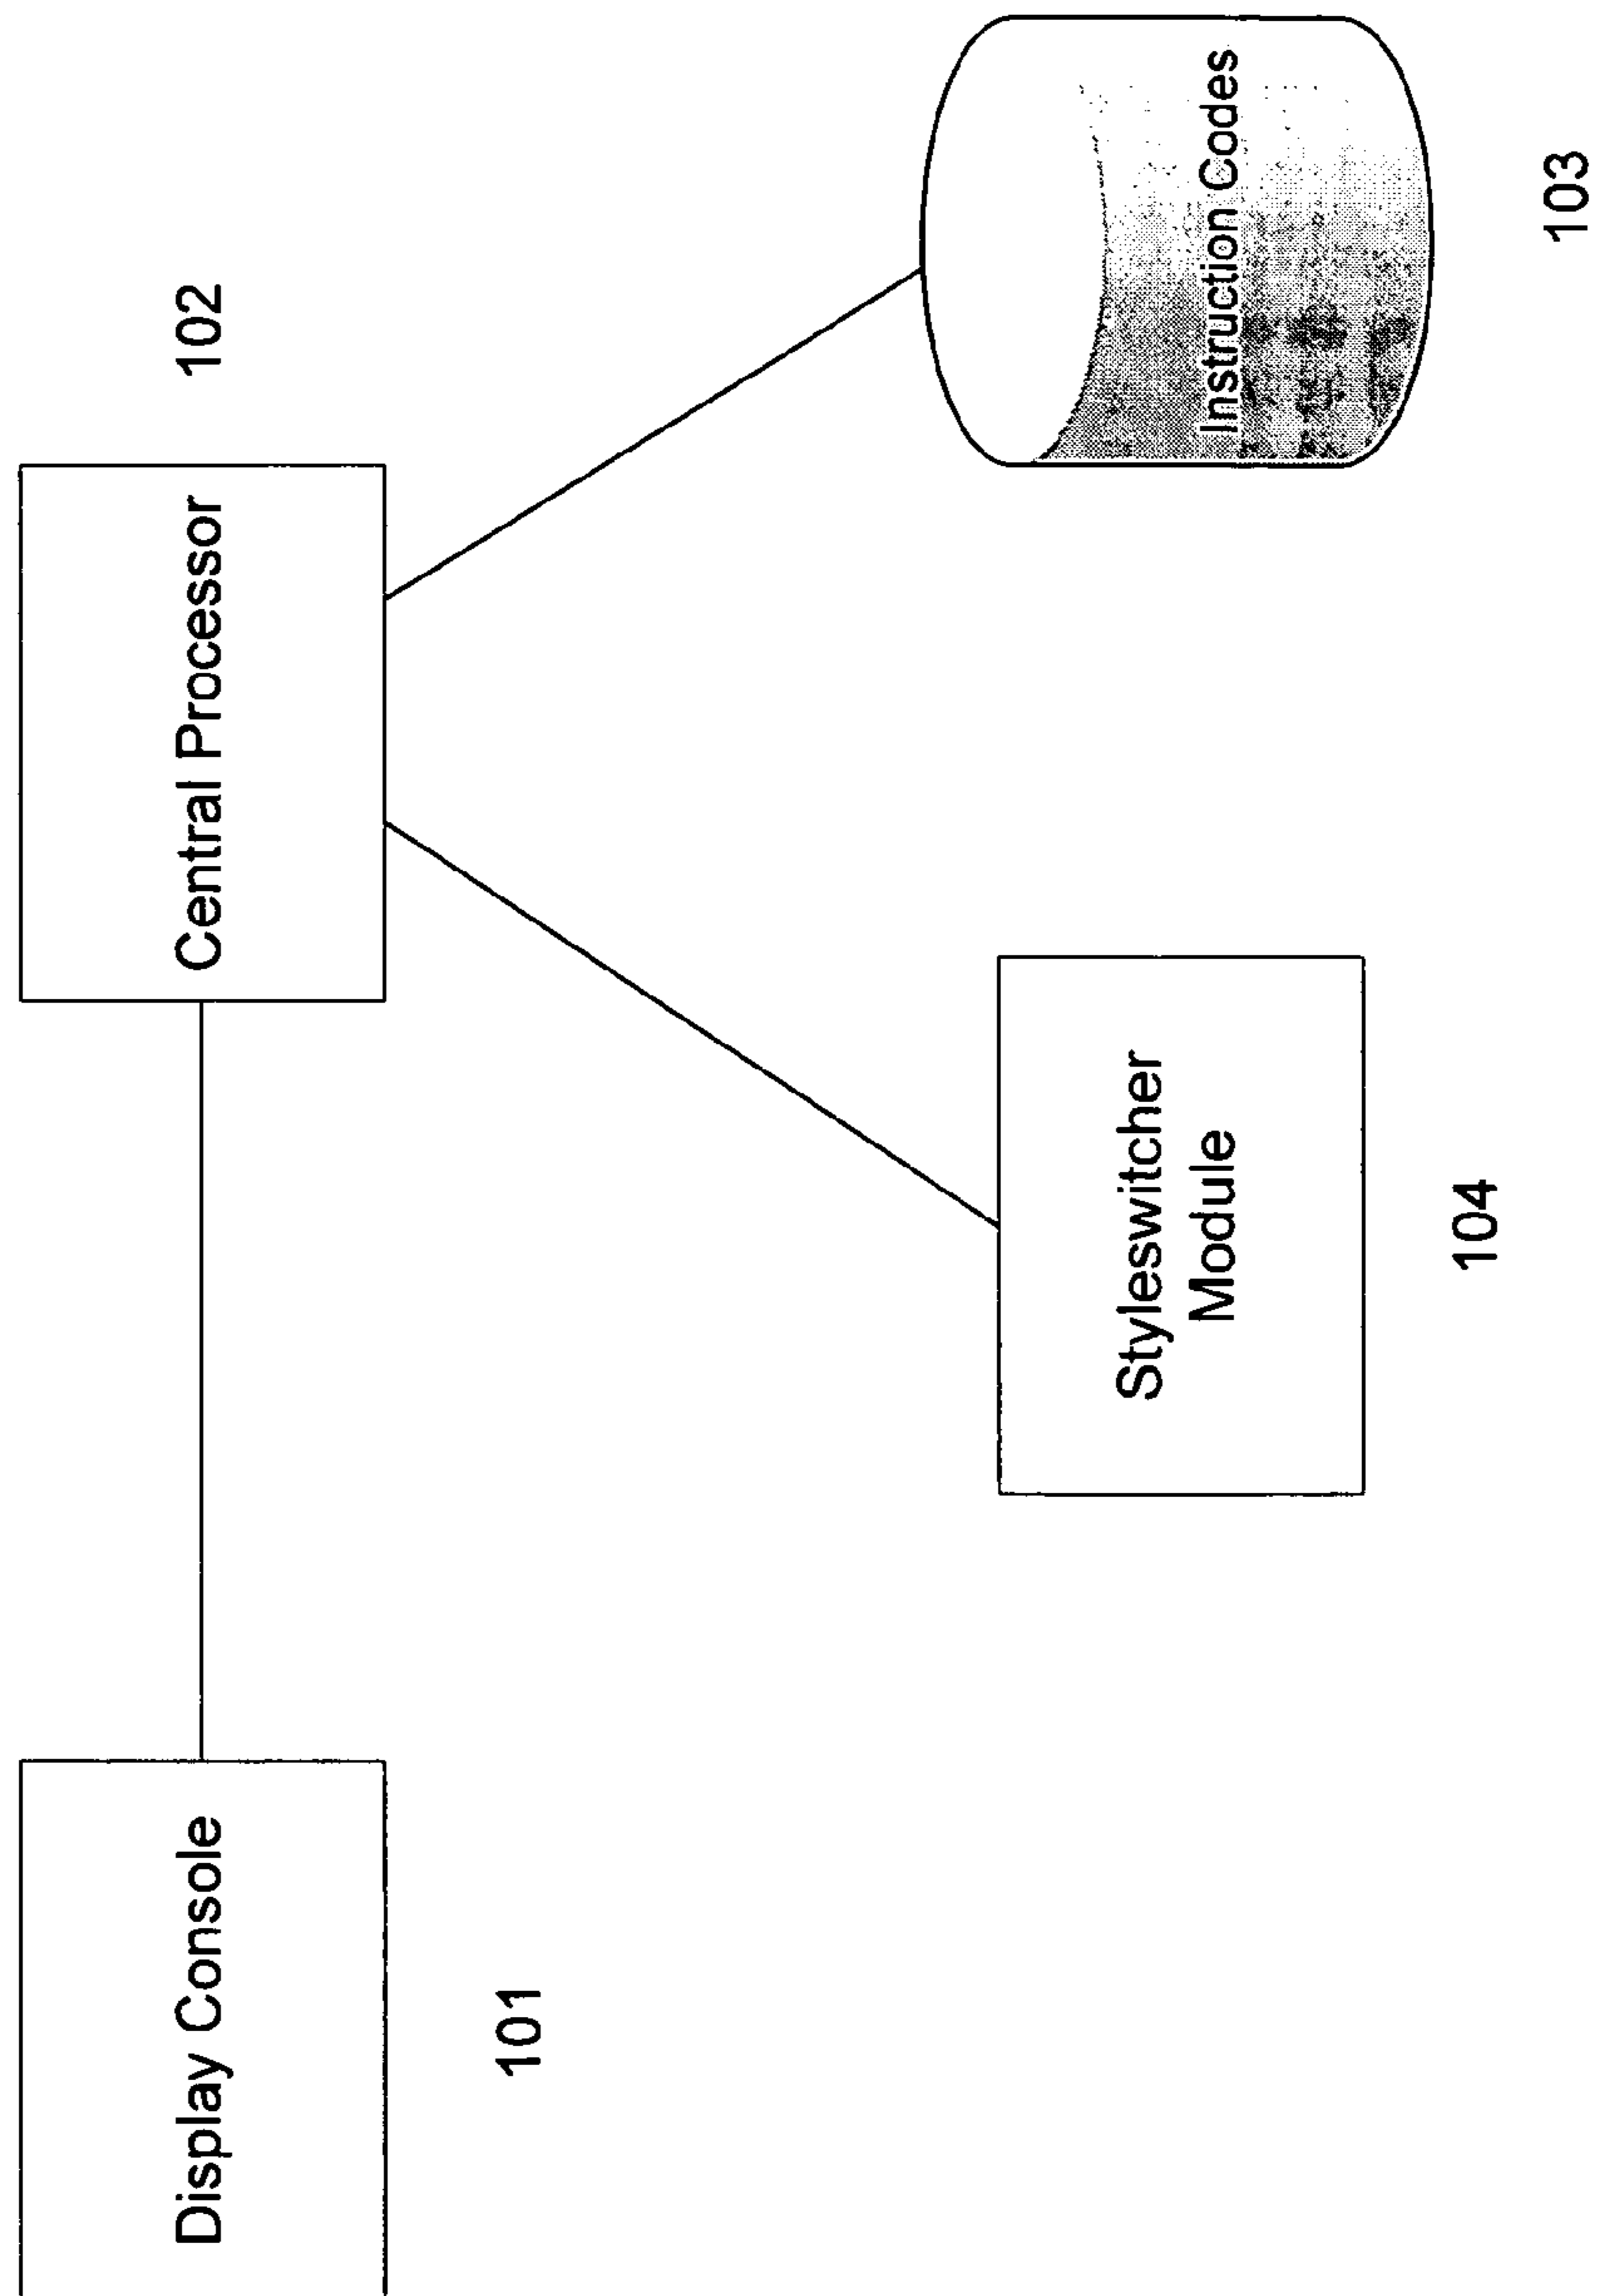 Display Console
101
Central Processor
102
Styleswitcher
Module
104
Instruction Codes
103